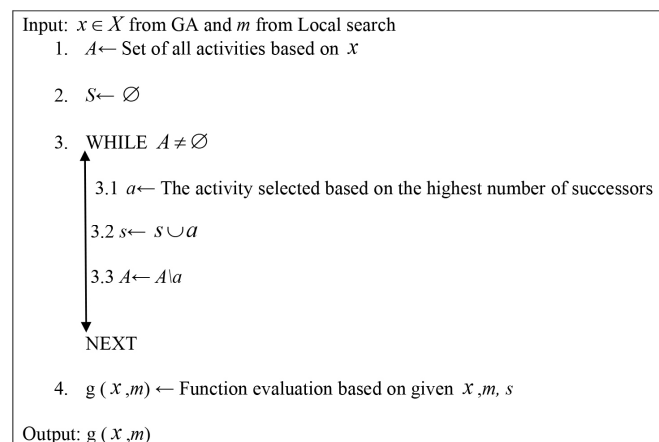 Input: x ∈ X from GA and m from Local search
1. A← Set of all activities based on x
2. S← ∅
3. WHILE A ≠ ∅
3.1 a← The activity selected based on the highest number of successors
3.2 s← s ∪ a
3.3 A← A\a
NEXT
4. g ( x ,m) ← Function evaluation based on given x ,m, s
Output: g ( x ,m)